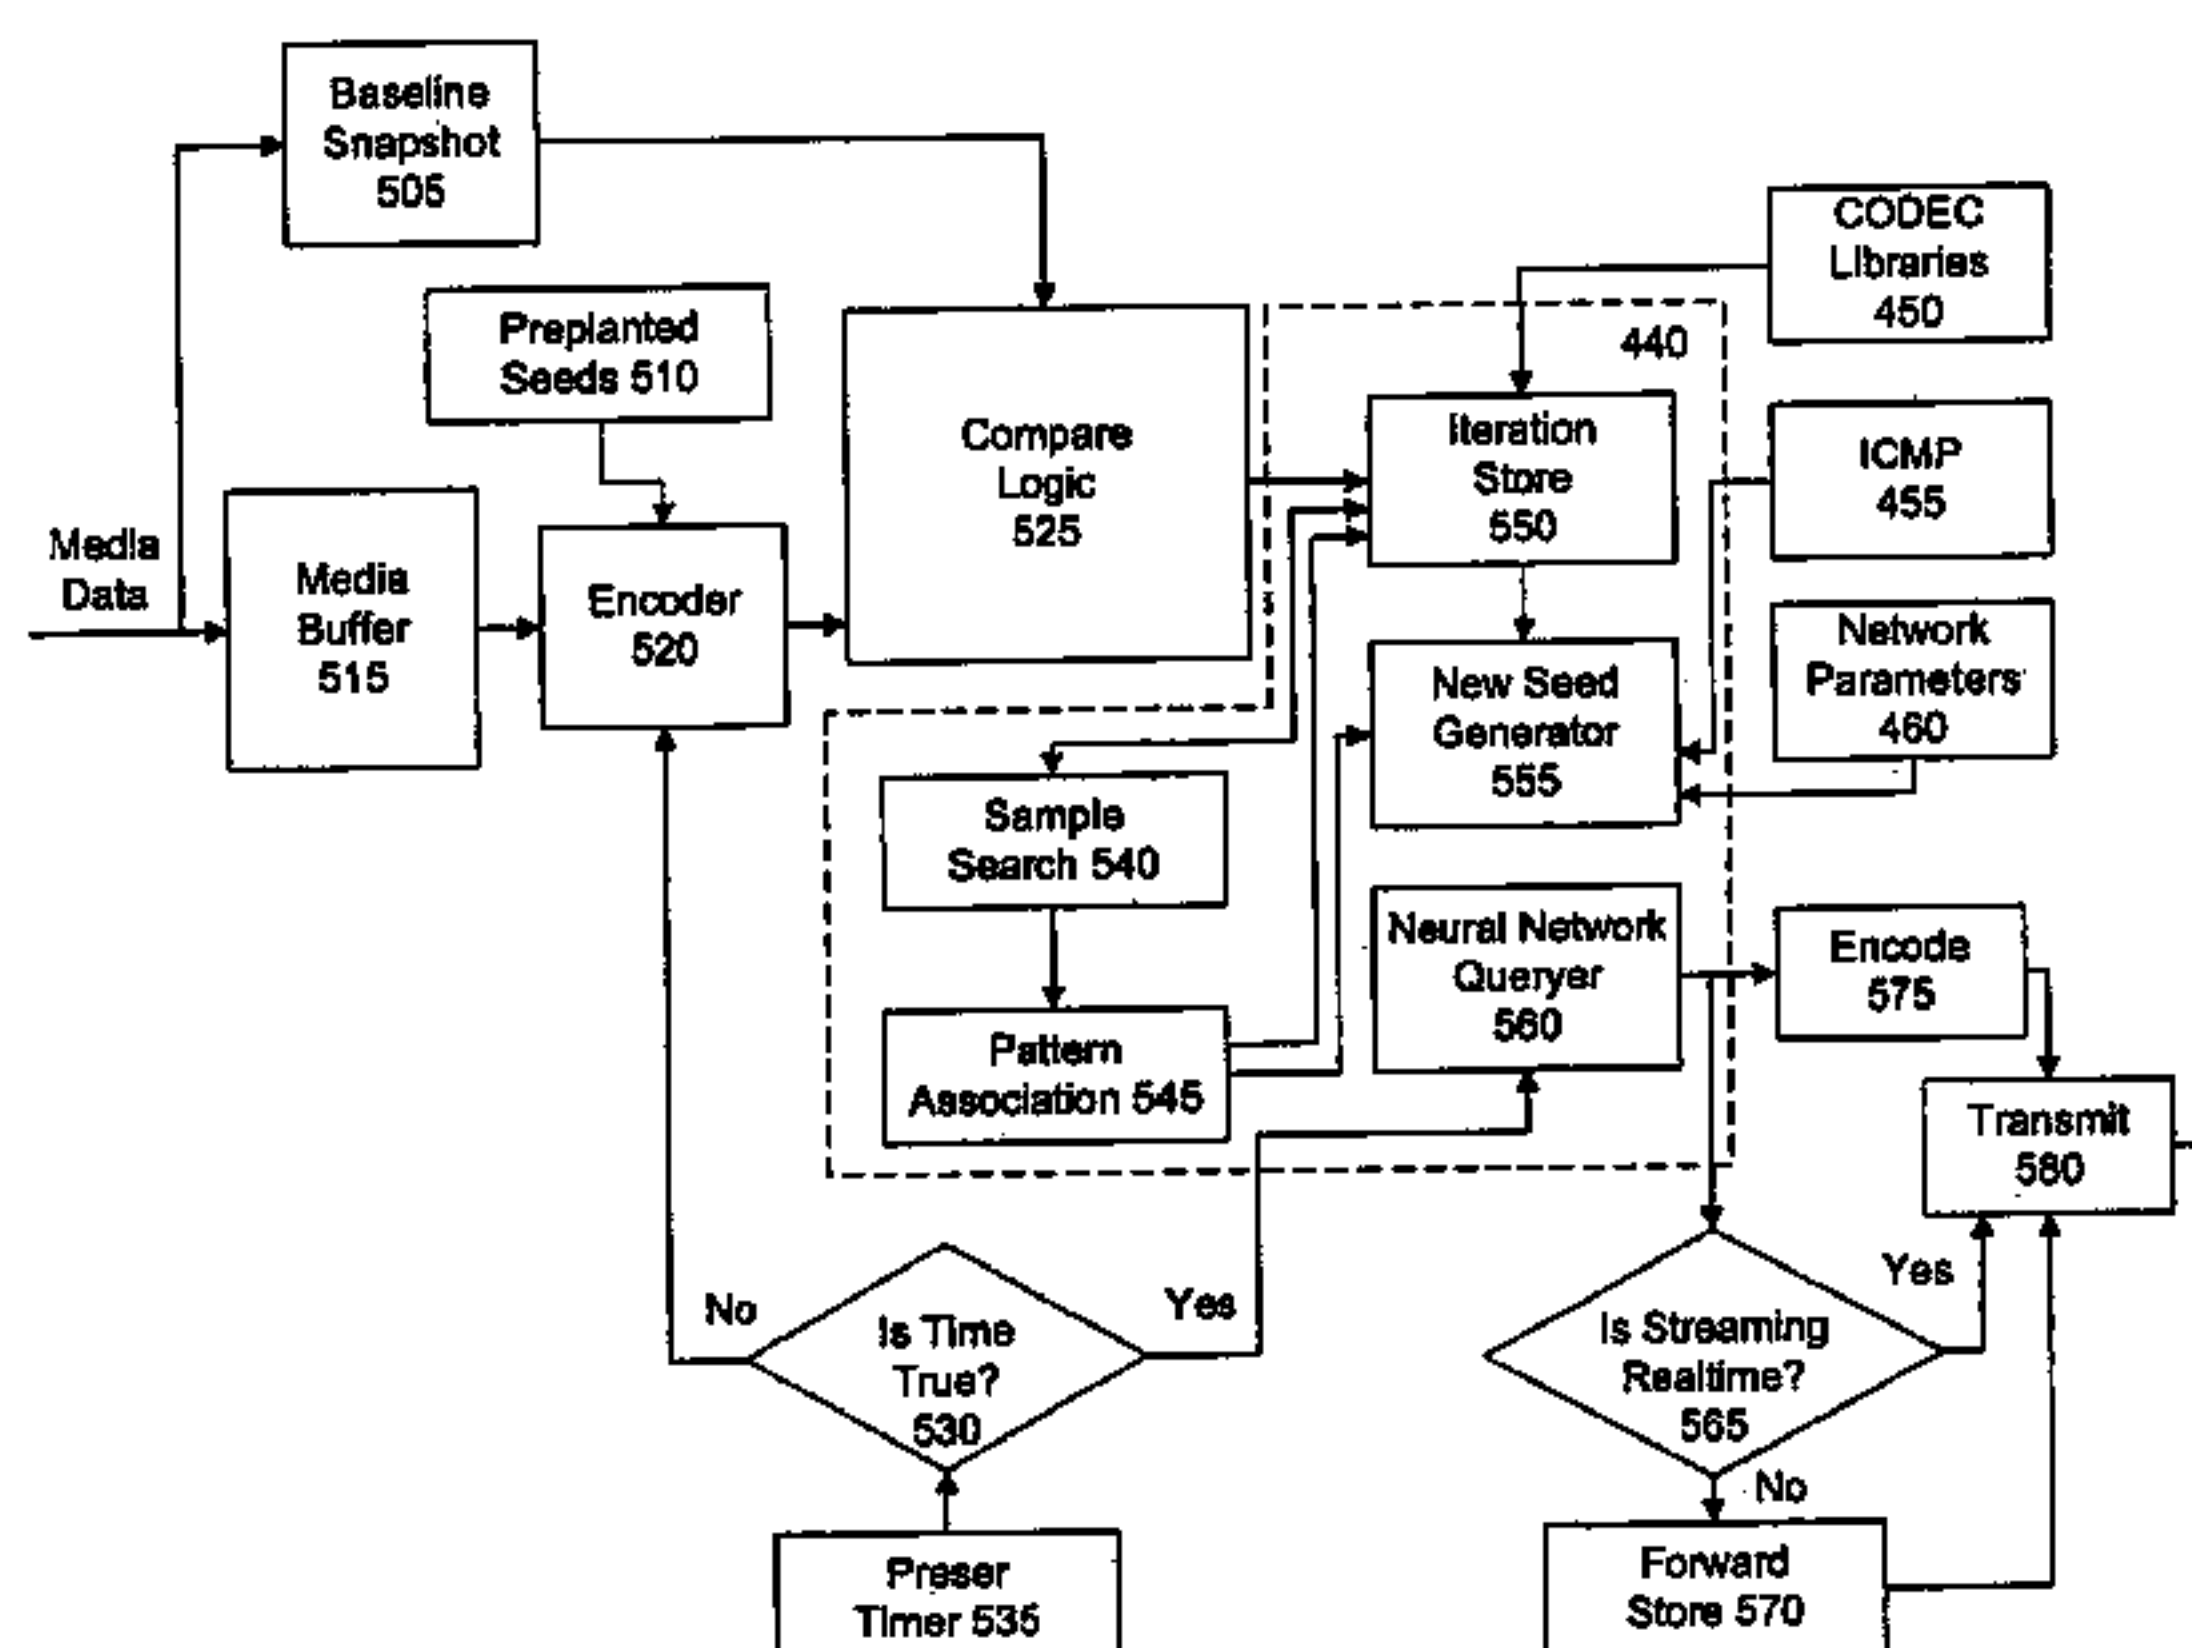 Baseline
Snapshot
505
Preplanted
Seeds 510
Media
Data
Media
Buffer
515
Encoder
520
Compare
Logic
525
440
CODEC
Libraries
450
Iteration
Store
550
ICMP
455
New Seed
Generator
555
Network
Parameters
460
Sample
Search 540
Neural Network
Queryer
560
Encode
575
Pattern
Association 545
Transmit
580
No
Is Time
True?
530
Yes
Is Streaming
Realtime?
565
Yes
No
Preser
Timer 535
Forward
Store 570